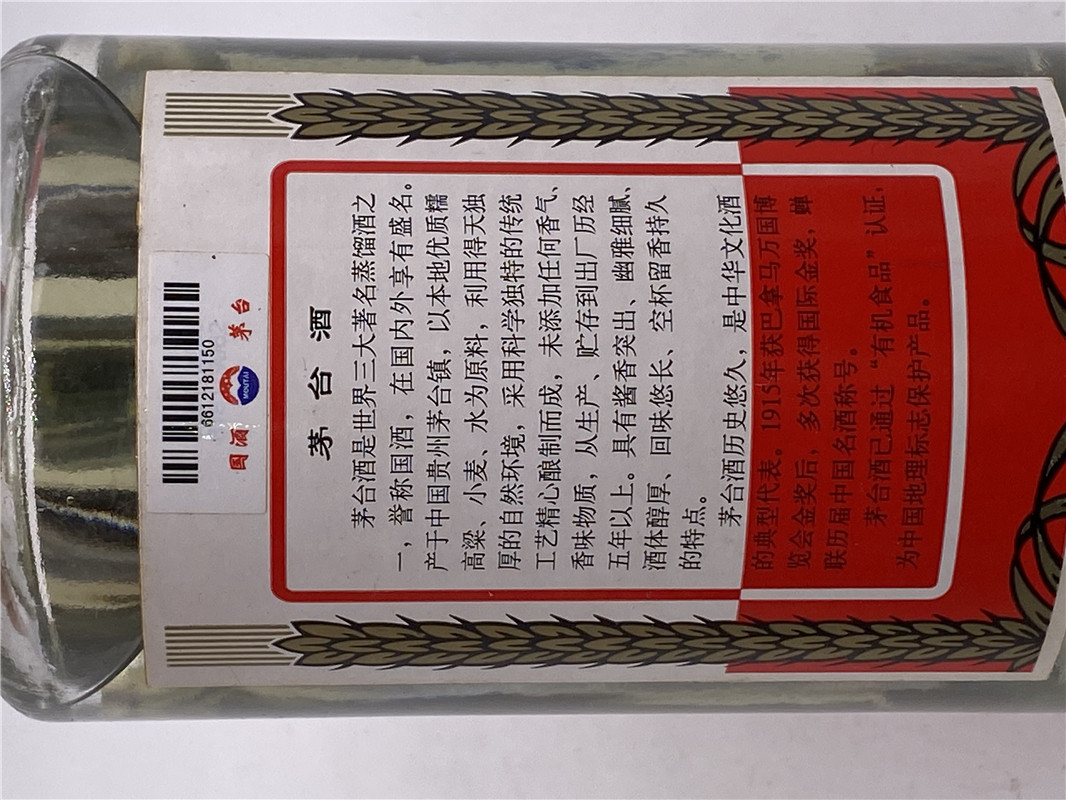 茅台酒
茅台酒是世界三大著名蒸馏酒之
一，誉称国酒，在国内外享有盛名。
产于中国贵州茅台镇，以本地优质糯
高粱、小麦、水为原料，利用得天独
厚的自然环境，采用科学独特的传统
工艺精心酿制而成，未添加任何香气、
香味物质，从生产、贮存到出厂历经
五年以上。具有酱香突出、幽雅细腻、
酒体醇厚、回味悠长、空杯留香持久
的特点。
茅台酒历史悠久，是中华文化酒
的典型代表。1915年获巴拿马万国博
览会金奖后，多次获得国际金奖，蝉
联历届中国名酒称号。
茅台酒已通过“有机食品”认证，
为中国地理标志保护产品。
6612181150
国酒 MOUTAI 茅台